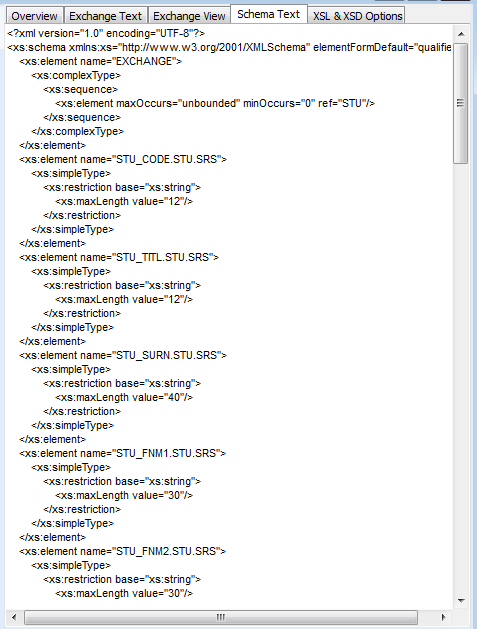 Overview Exchange Text Exchange View Schema Text XSL & XSD Options
<?xml version="1.0" encoding="UTF-8"?>
<xs:schema xmlns:xs="http://www.w3.org/2001/XMLSchema" elementFormDefault="qualifie
<xs:element name="EXCHANGE">
<xs:complexType>
<xs:sequence>
<xs:element maxOccurs="unbounded" minOccurs="0" ref="STU"/>
</xs:sequence>
</xs:complexType>
</xs:element>
<xs:element name="STU_CODE.STU.SRS">
<xs:simpleType>
<xs:restriction base="xs:string">
<xs:maxLength value="12"/>
</xs:restriction>
</xs:simpleType>
</xs:element>
<xs:element name="STU_TITL.STU.SRS">
<xs:simpleType>
<xs:restriction base="xs:string">
<xs:maxLength value="12"/>
</xs:restriction>
</xs:simpleType>
</xs:element>
<xs:element name="STU_SURN.STU.SRS">
<xs:simpleType>
<xs:restriction base="xs:string">
<xs:maxLength value="40"/>
</xs:restriction>
</xs:simpleType>
</xs:element>
<xs:element name="STU_FNM1.STU.SRS">
<xs:simpleType>
<xs:restriction base="xs:string">
<xs:maxLength value="30"/>
</xs:restriction>
</xs:simpleType>
</xs:element>
<xs:element name="STU_FNM2.STU.SRS">
<xs:simpleType>
<xs:restriction base="xs:string">
<xs:maxLength value="30"/>